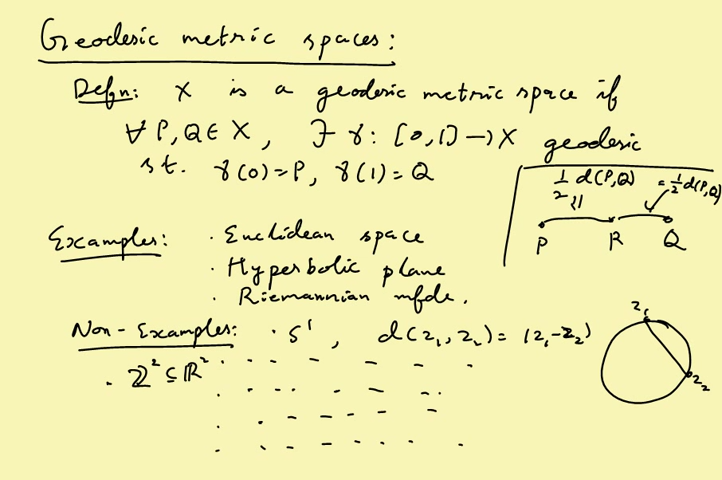 Geodesic metric spaces:
Defn: X is a geodesic metric space if
∀ P, Q ∈ X, ∃ γ: [0,1] → X geodesic
s.t. γ(0) = P, γ(1) = Q
1/2 d(P,Q) = 1/2 d(P,Q)
P R Q
Examples: · Euclidean space
· Hyperbolic plane
· Riemannian mfds.
Non-Examples: · S¹, d(z₁, z₂) = |z₁-z₂|
z₁
z₂
· ℤ² ⊆ ℝ²